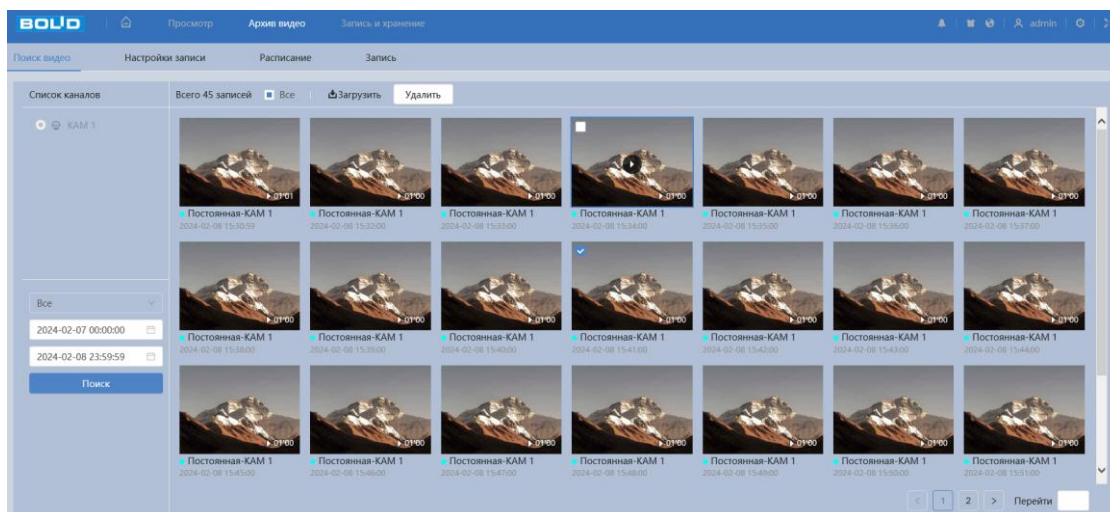 BOLID Просмотр Архив видео Запись и хранение admin
Поиск видео Настройки записи Расписание Запись
Список каналов Всего 45 записей Все Загрузить Удалить
КАМ 1
01'01 01'00 01'00 01'00 01'00 01'00
Постоянная-КАМ 1 Постоянная-КАМ 1 Постоянная-КАМ 1 Постоянная-КАМ 1 Постоянная-КАМ 1 Постоянная-КАМ 1 Постоянная-КАМ 1
2024-02-08 15:30:59 2024-02-08 15:32:00 2024-02-08 15:33:00 2024-02-08 15:34:00 2024-02-08 15:35:00 2024-02-08 15:36:00 2024-02-08 15:37:00
Все
01'00 01'00 01'00 01'00 01'00 01'00 01'00
2024-02-07 00:00:00
Постоянная-КАМ 1 Постоянная-КАМ 1 Постоянная-КАМ 1 Постоянная-КАМ 1 Постоянная-КАМ 1 Постоянная-КАМ 1 Постоянная-КАМ 1
2024-02-08 23:59:59
2024-02-08 15:38:00 2024-02-08 15:39:00 2024-02-08 15:40:00 2024-02-08 15:41:00 2024-02-08 15:42:00 2024-02-08 15:43:00 2024-02-08 15:44:00
Поиск
01'00 01'00 01'00 01'00 01'00 01'00 01'00
Постоянная-КАМ 1 Постоянная-КАМ 1 Постоянная-КАМ 1 Постоянная-КАМ 1 Постоянная-КАМ 1 Постоянная-КАМ 1 Постоянная-КАМ 1
2024-02-08 15:45:00 2024-02-08 15:46:00 2024-02-08 15:47:00 2024-02-08 15:48:00 2024-02-08 15:49:00 2024-02-08 15:50:00 2024-02-08 15:51:00
1 2 Перейти